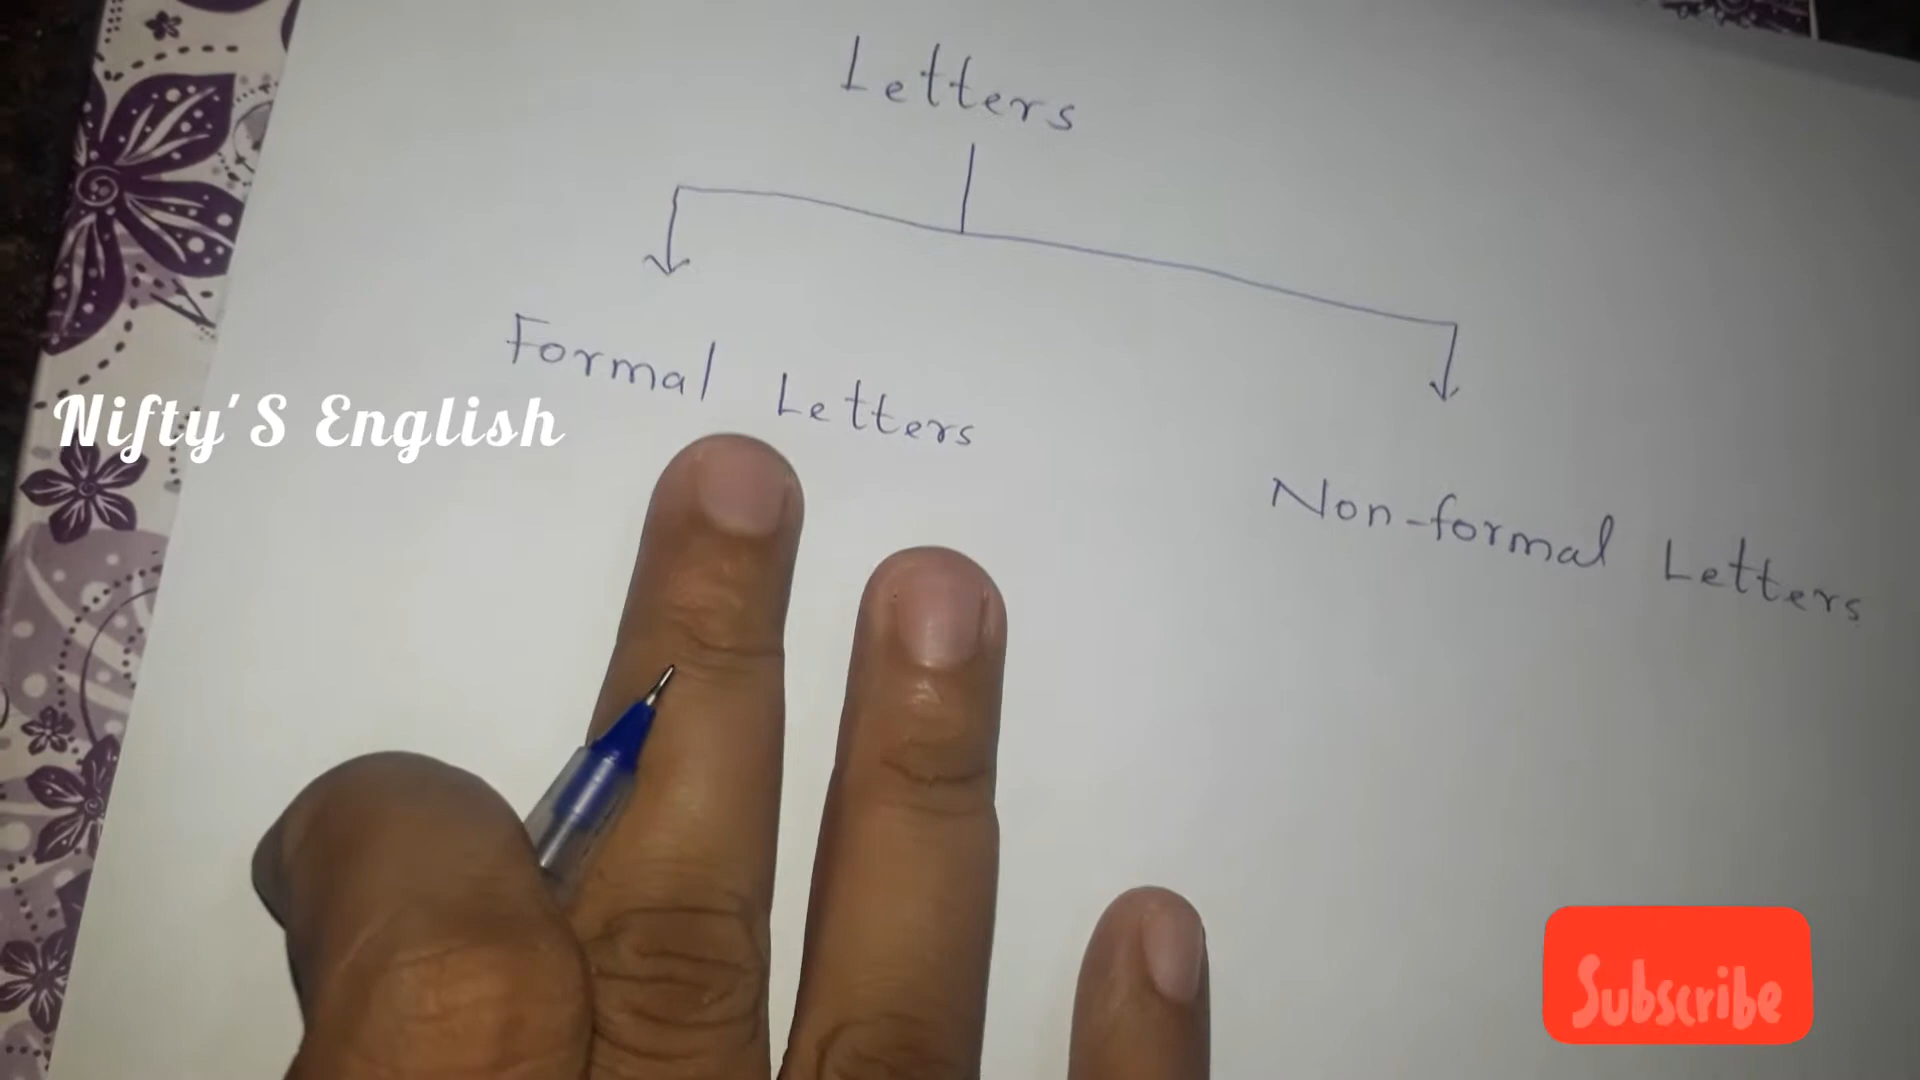 Letters
Formal Letters
Nifty'S English
Non-formal Letters
Subscribe